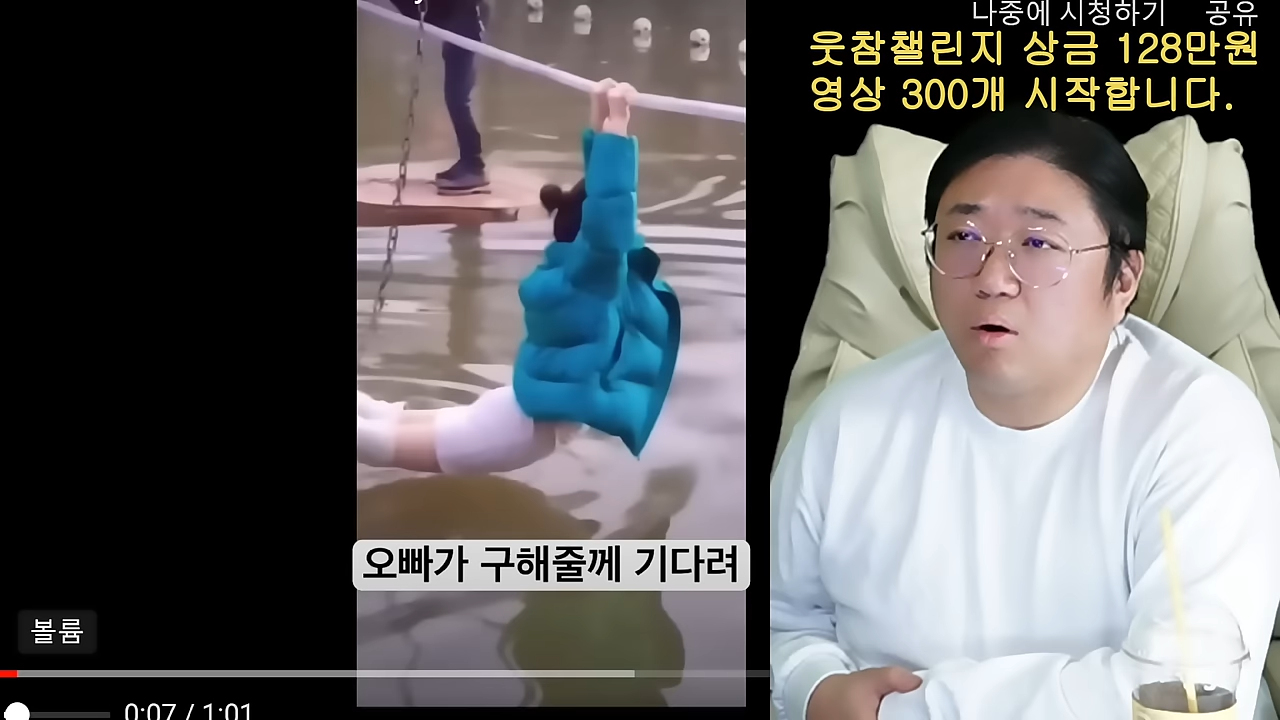 나중에 시청하기 공유
웃참챌린지 상금 128만원
영상 300개 시작합니다.
오빠가 구해줄께 기다려
볼륨
0:07 / 1:01